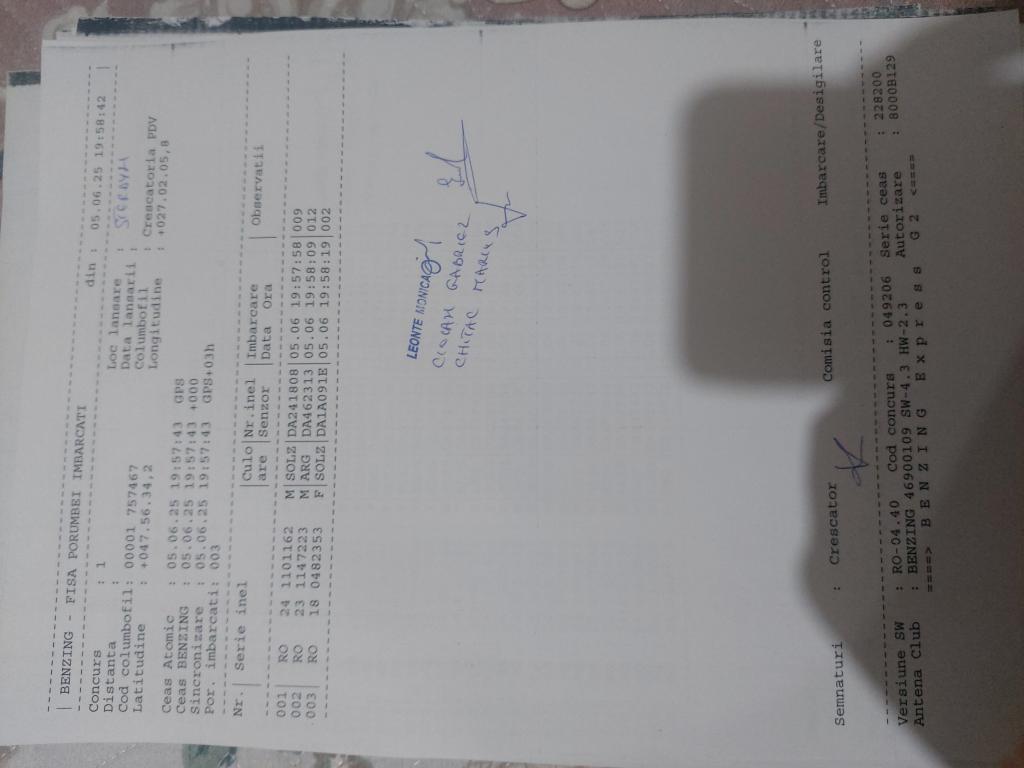 | BENZING - FISA PORUMBEI IMBARCATI din : 05.06.25 19:58:42 |
Concurs : 1 Loc lansare :
Distanta : Data lansarii :
Cod columbofil: 00001 757467 Columbofil : Crescatoria PDV
Latitudine : +047.56.34,2 Longitudine : +027.02.05,8
Ceas Atomic : 05.06.25 19:57:43 GPS
Ceas BENZING : 05.06.25 19:57:43 +000
Sincronizare : 05.06.25 19:57:43 GPS+03h
Por. imbarcati: 003
Nr.| Serie inel |Culo|Nr.inel |Imbarcare | Observatii
|are |Senzor |Data ora |
001 | RO 24 1101162 M|SOLZ|DA241808|05.06 19:57:58|009
002 | RO 23 1147223 M|ARG |DA462313|05.06 19:58:09|012
003 | RO 18 0482353 F|SOLZ|DA1A091E|05.06 19:58:19|002
LEONTE MONICA
CIOCAN GABRIEL
CHITAC MARIUS
Semnaturi : Crescator Comisia control Imbarcare/Desigilare
Versiune SW : RO-04.40 Cod concurs : 049206 Serie ceas : 228200
Antena Club : BENZING 46900109 SW-4.3 HW-2.3 Autorizare : 8000B129
====> B E N Z I N G E x p r e s s G 2 <====